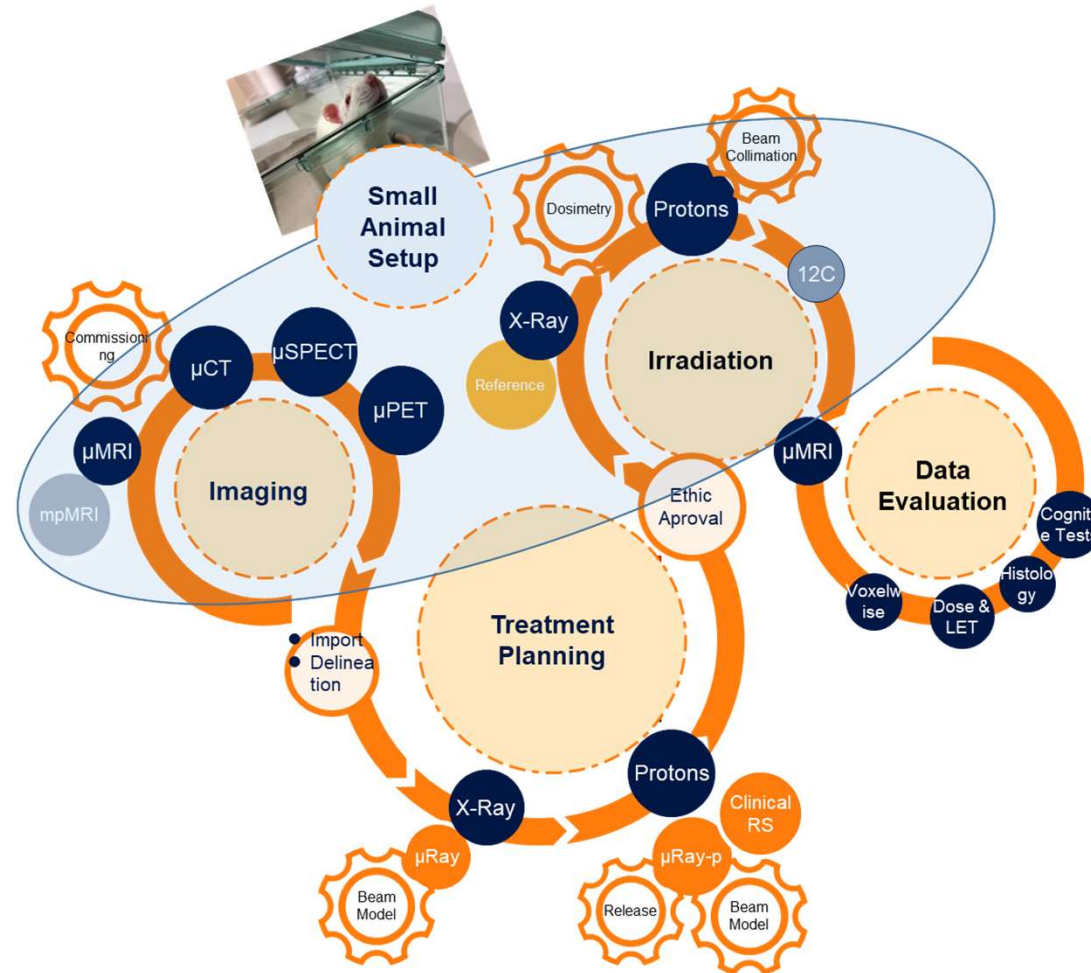 Beam
Collimation
Small
Animal
Setup
Dosimetry
Protons
12C
X-Ray
Commissioni
ng
µCT
µSPECT
Reference
Irradiation
µPET
µMRI
mpMRI
Imaging
µMRI
Data
Evaluation
Ethic
Aproval
Cognitiv
e Tests
Histolo
gy
Voxelw
ise
Dose &
LET
Treatment
Planning
Import
Delinea
tion
Protons
X-Ray
Clinical
RS
µRay
µRay-p
Beam
Model
Release
Beam
Model